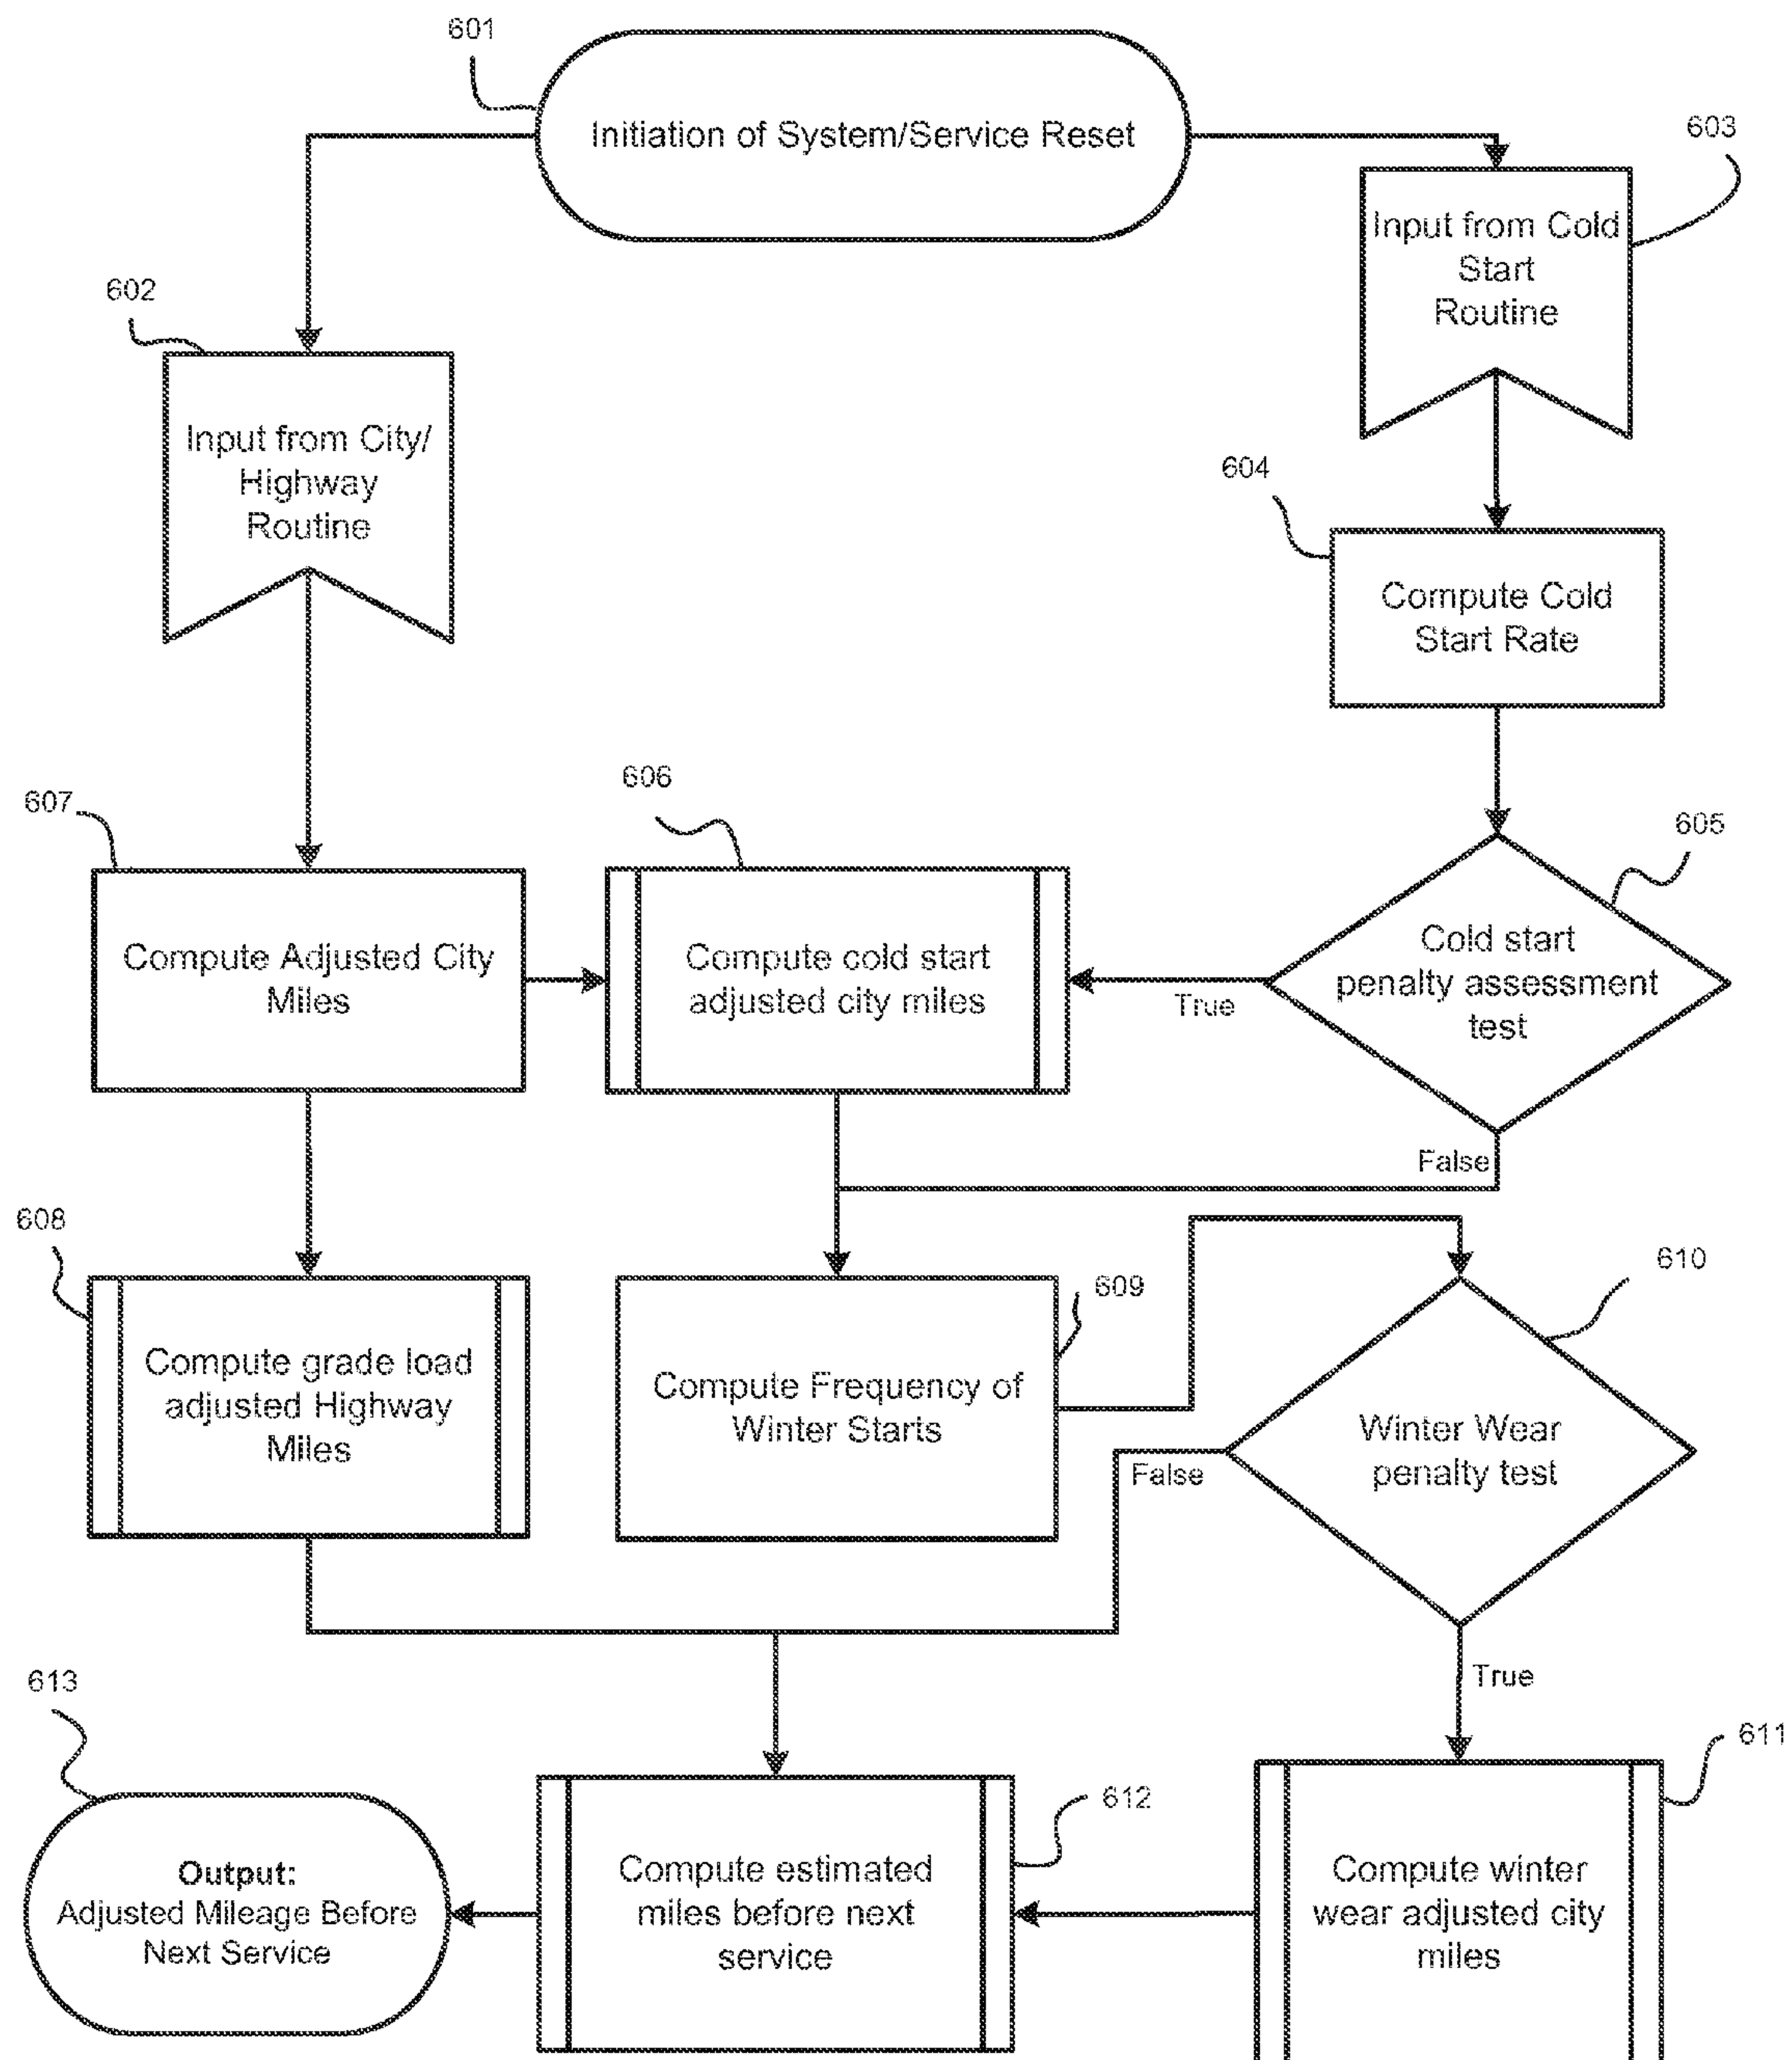 601
Initiation of System/Service Reset
603
Input from Cold
Start
Routine
602
Input from City/
Highway
Routine
604
Compute Cold
Start Rate
607
606
605
Compute Adjusted City
Miles
Compute cold start
adjusted city miles
True
Cold start
penalty assessment
test
False
608
609
610
Compute grade load
adjusted Highway
Miles
Compute Frequency of
Winter Starts
False
Winter Wear
penalty test
True
613
612
611
Output:
Adjusted Mileage Before
Next Service
Compute estimated
miles before next
service
Compute winter
wear adjusted city
miles